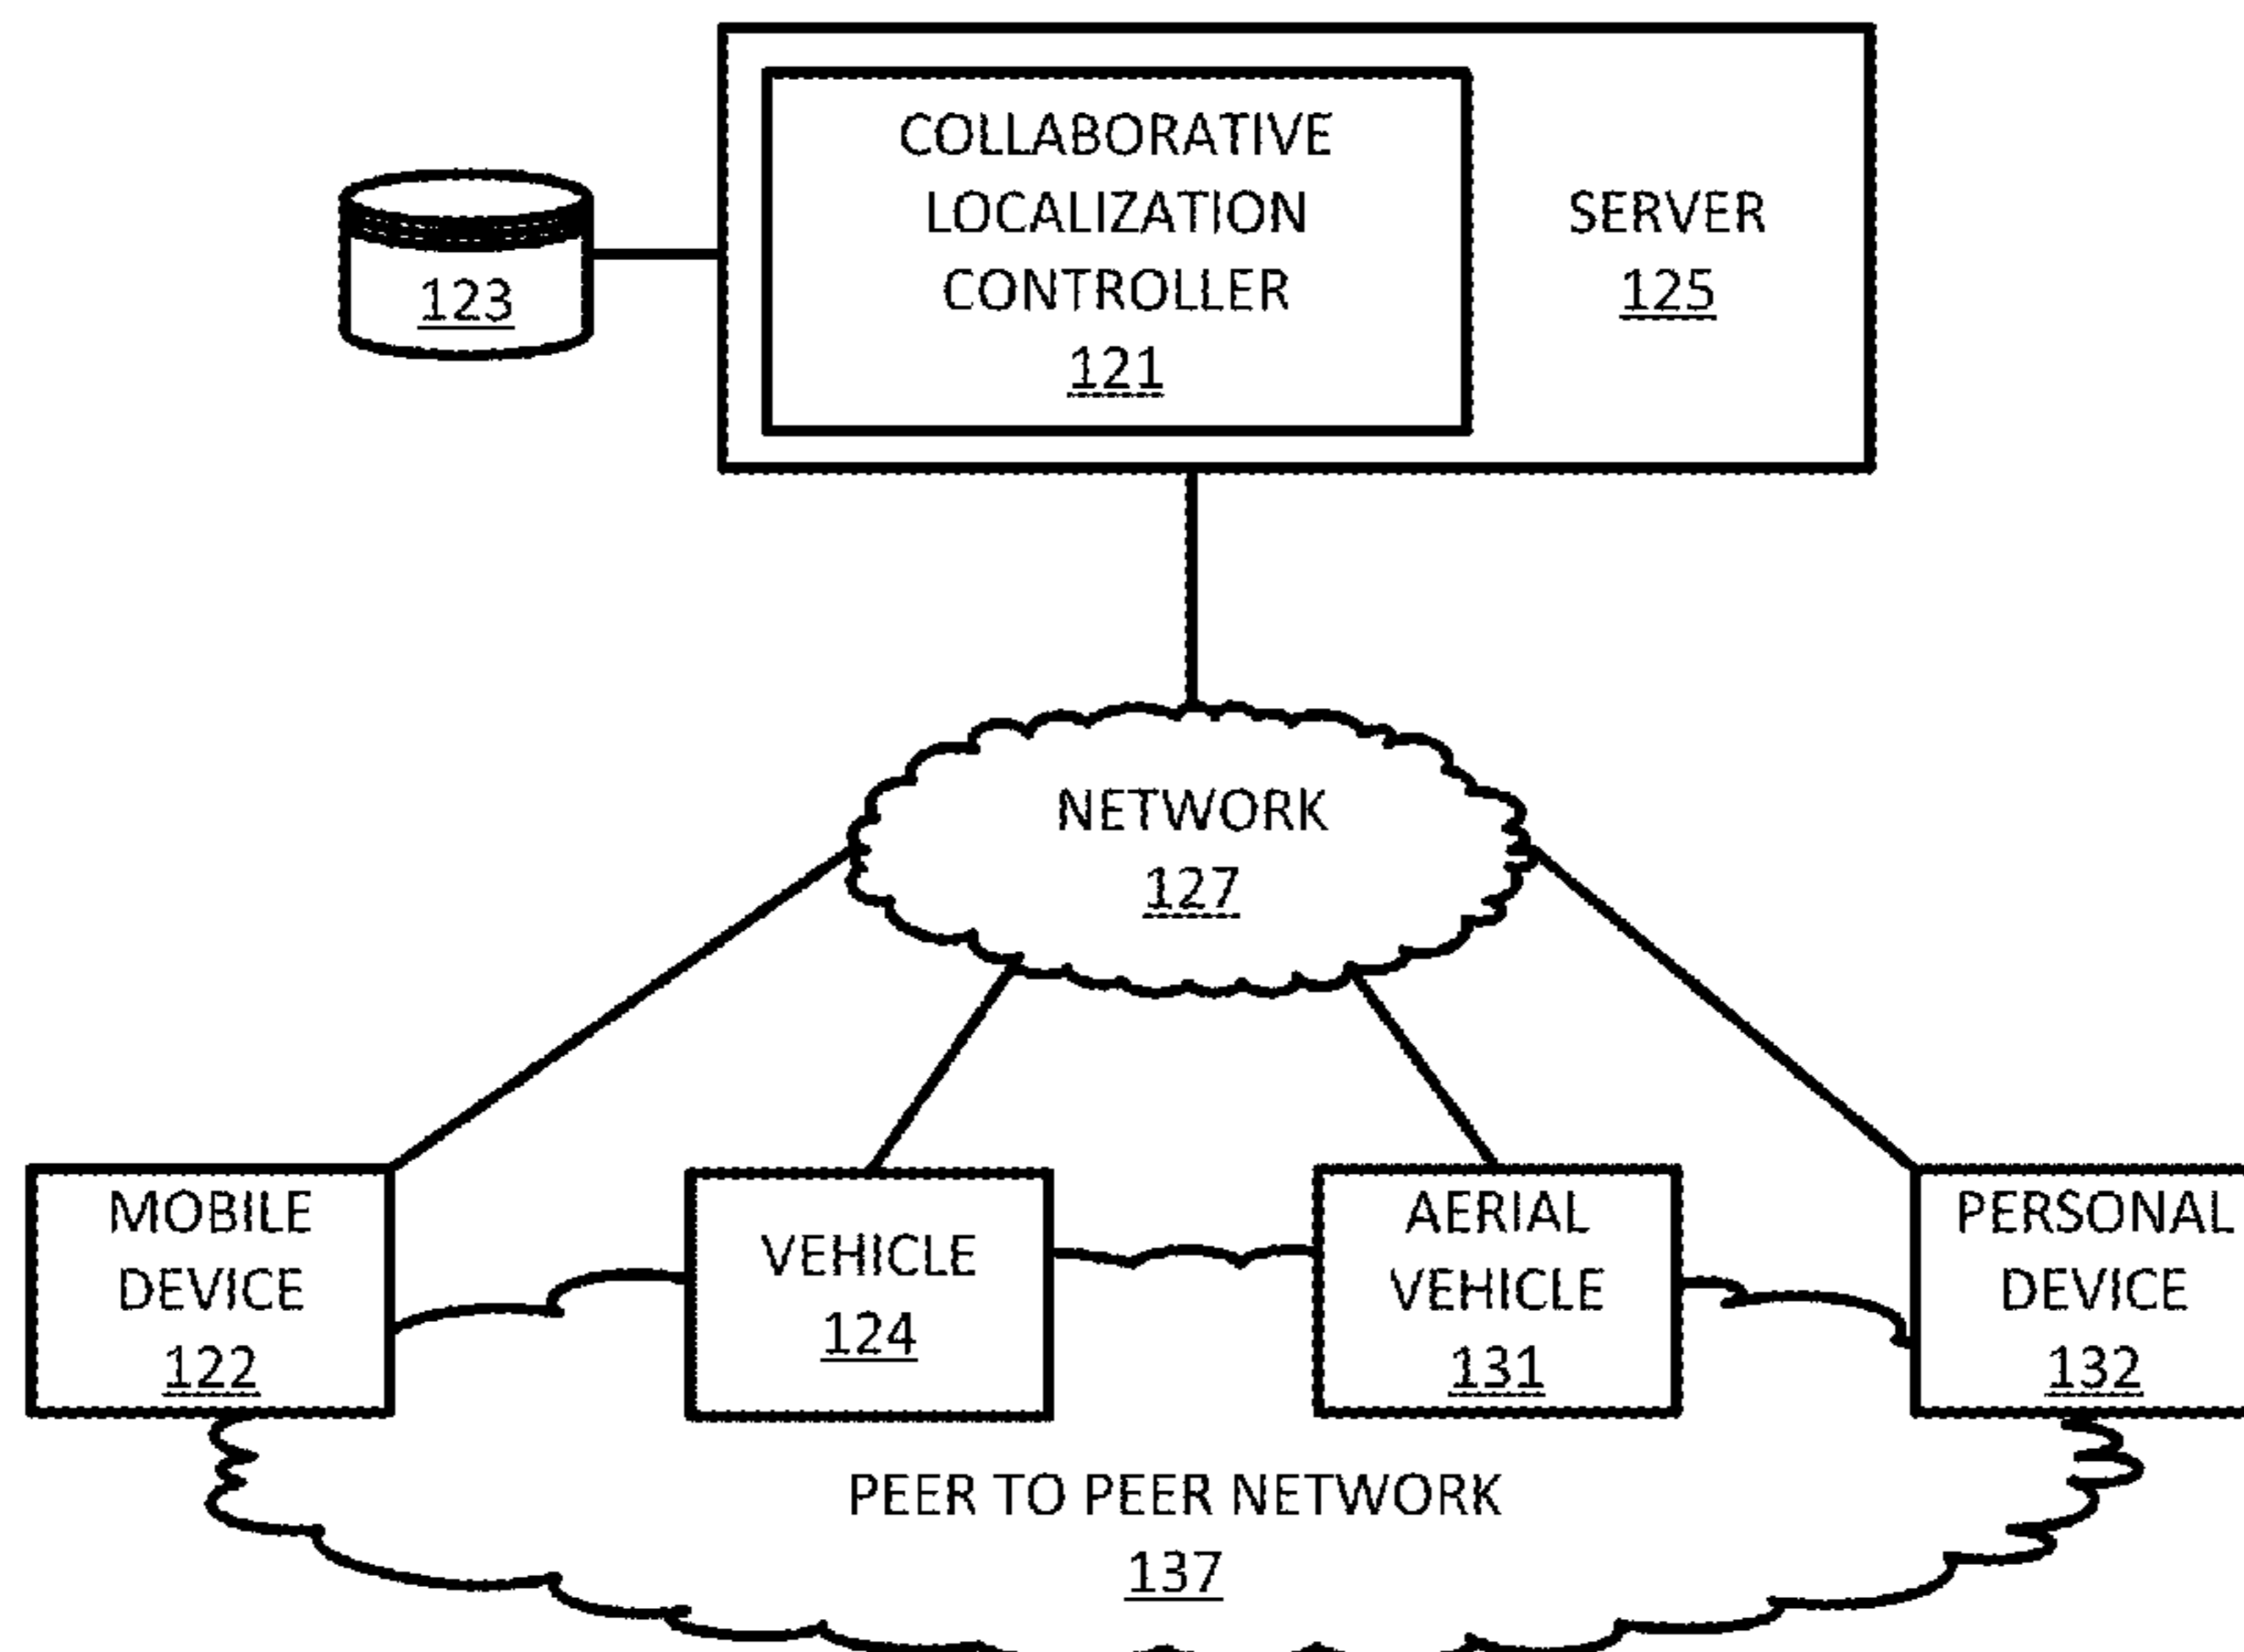 COLLABORATIVE
LOCALIZATION
CONTROLLER
121
SERVER
125
123
NETWORK
127
MOBILE
DEVICE
122
VEHICLE
124
AERIAL
VEHICLE
131
PERSONAL
DEVICE
132
PEER TO PEER NETWORK
137